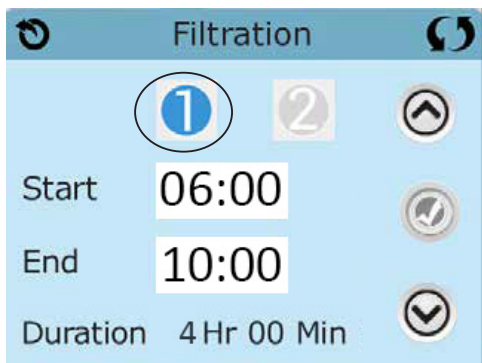 Filtration
1 2
Start 06:00
End 10:00
Duration 4 Hr 00 Min